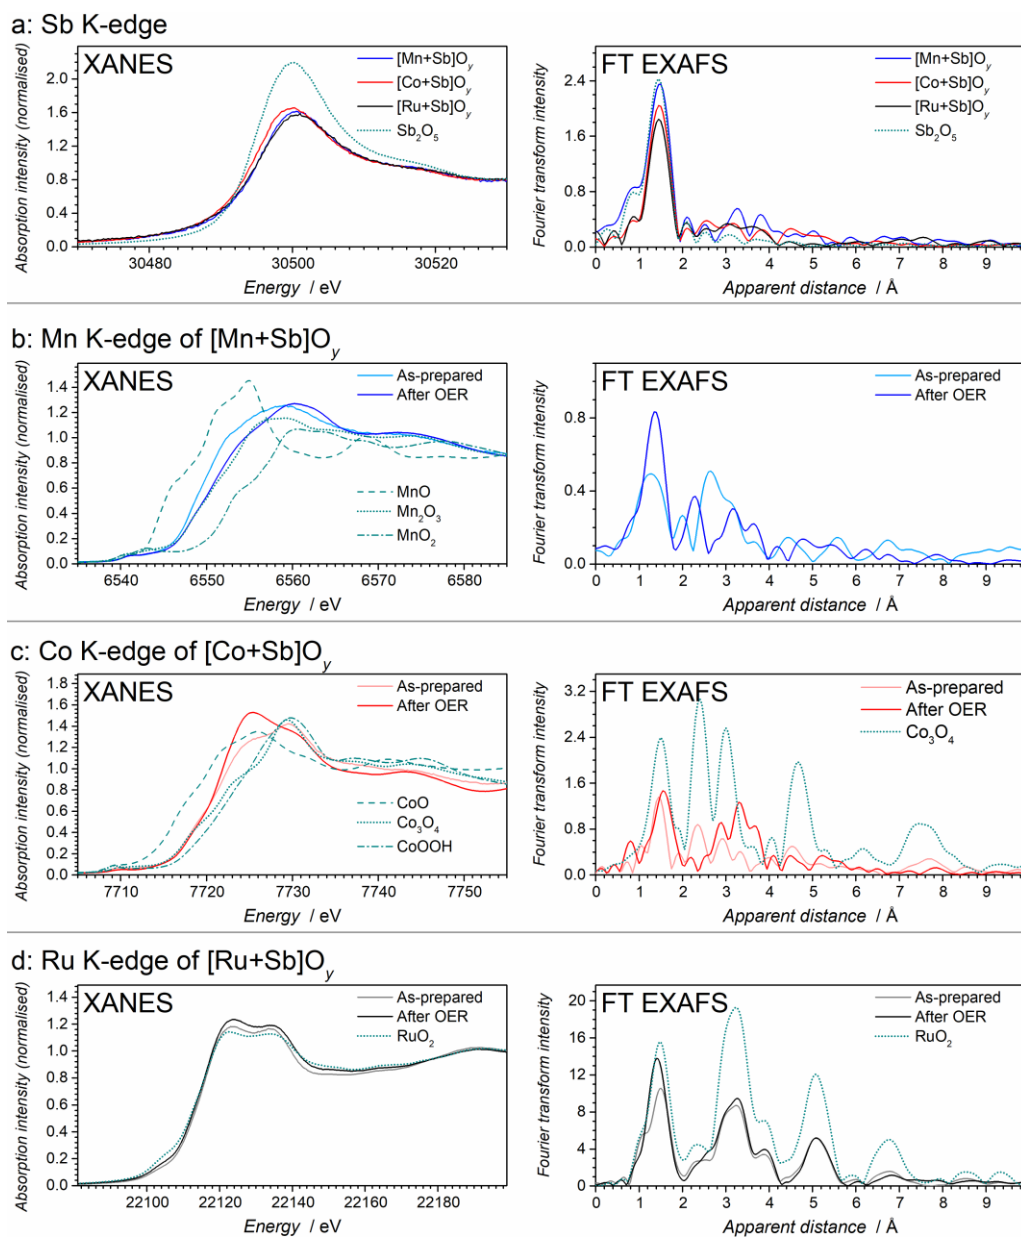 a: Sb K-edge
XANES
[Mn+Sb]Oy
[Co+Sb]Oy
[Ru+Sb]Oy
Sb2O5
Absorption intensity (normalised)
2.0
1.6
1.2
0.8
0.4
0.0
30480 30500 30520
Energy / eV
FT EXAFS
[Mn+Sb]Oy
[Co+Sb]Oy
[Ru+Sb]Oy
Sb2O5
Fourier transform intensity
2.4
1.6
0.8
0.0
0 1 2 3 4 5 6 7 8 9
Apparent distance / Å
b: Mn K-edge of [Mn+Sb]Oy
XANES
As-prepared
After OER
MnO
Mn2O3
MnO2
Absorption intensity (normalised)
1.4
1.2
1.0
0.8
0.6
0.4
0.2
0.0
6540 6550 6560 6570 6580
Energy / eV
FT EXAFS
As-prepared
After OER
Fourier transform intensity
0.8
0.4
0.0
0 1 2 3 4 5 6 7 8 9
Apparent distance / Å
c: Co K-edge of [Co+Sb]Oy
XANES
As-prepared
After OER
CoO
Co3O4
CoOOH
Absorption intensity (normalised)
1.8
1.6
1.4
1.2
1.0
0.8
0.6
0.4
0.2
0.0
7710 7720 7730 7740 7750
Energy / eV
FT EXAFS
As-prepared
After OER
Co3O4
Fourier transform intensity
3.2
2.4
1.6
0.8
0.0
0 1 2 3 4 5 6 7 8 9
Apparent distance / Å
d: Ru K-edge of [Ru+Sb]Oy
XANES
As-prepared
After OER
RuO2
Absorption intensity (normalised)
1.4
1.2
1.0
0.8
0.6
0.4
0.2
0.0
22100 22120 22140 22160 22180
Energy / eV
FT EXAFS
As-prepared
After OER
RuO2
Fourier transform intensity
20
16
12
8
4
0
0 1 2 3 4 5 6 7 8 9
Apparent distance / Å